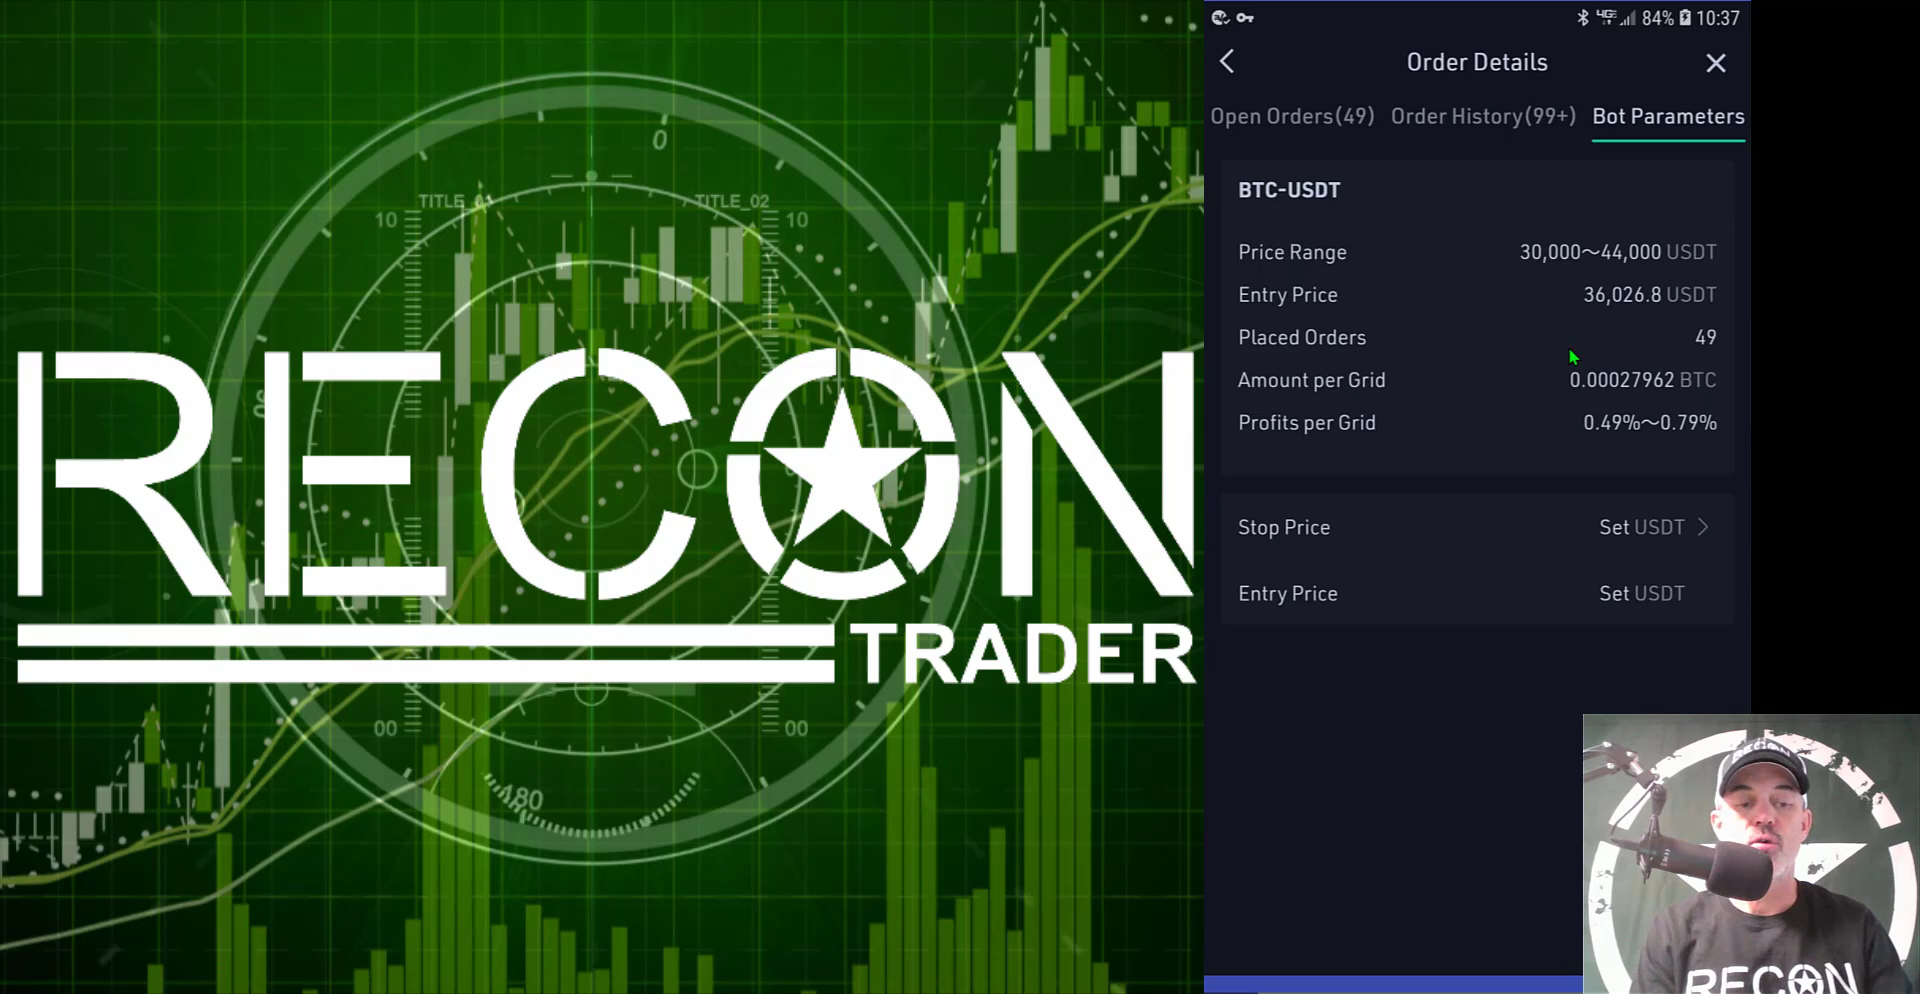 84% 10:37
Order Details
Open Orders(49) Order History(99+) Bot Parameters
BTC-USDT
Price Range 30,000~44,000 USDT
Entry Price 36,026.8 USDT
Placed Orders 49
Amount per Grid 0.00027962 BTC
Profits per Grid 0.49%~0.79%
Stop Price Set USDT
Entry Price Set USDT
0
TITLE_01 TITLE_02
10 10
RECON
TRADER
00 00
480
RECON
RECON